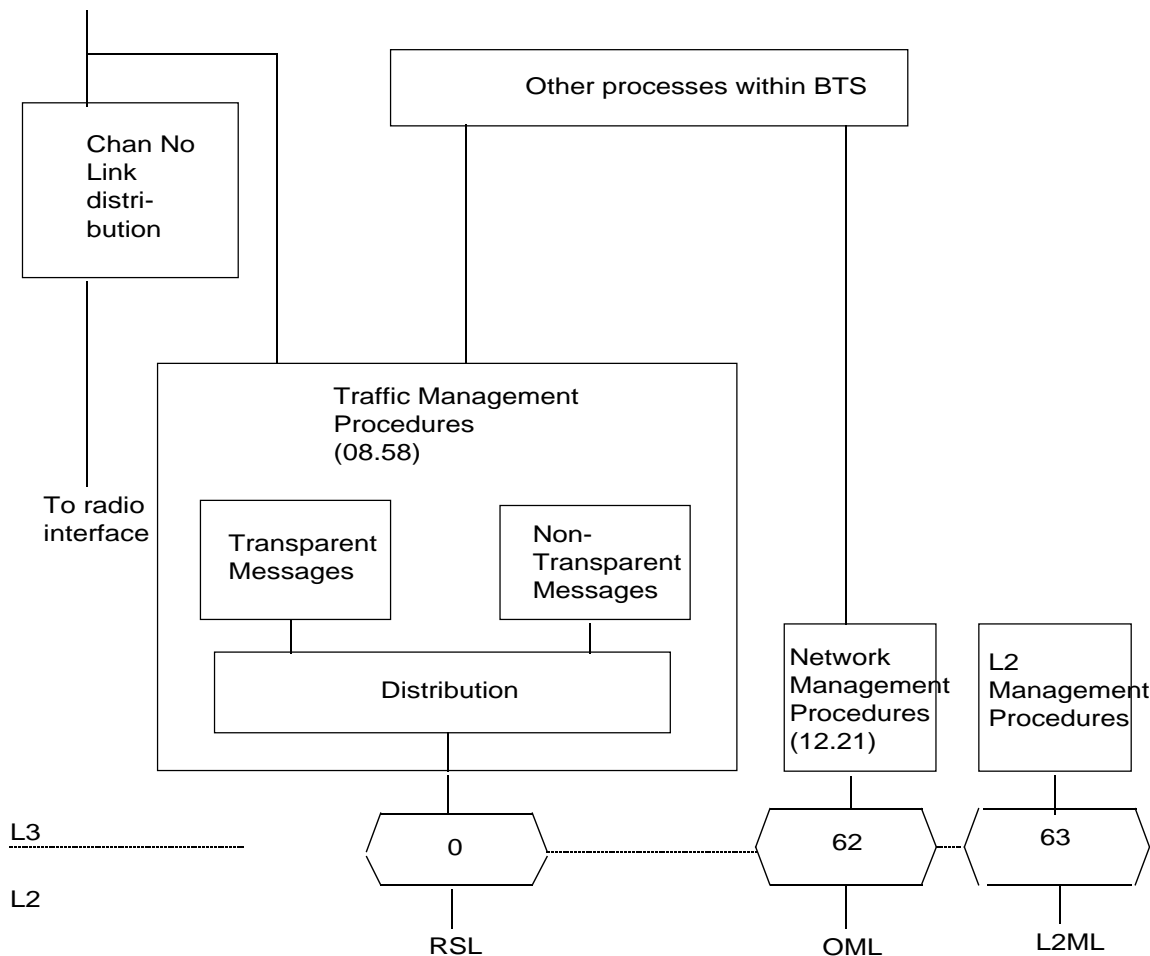 Other processes within BTS
Chan No
Link
distri-
bution
Traffic Management
Procedures
(08.58)
To radio
interface
Transparent
Messages
Non-
Transparent
Messages
Distribution
Network
Management
Procedures
(12.21)
L2
Management
Procedures
L3
0
62
63
L2
RSL
OML
L2ML